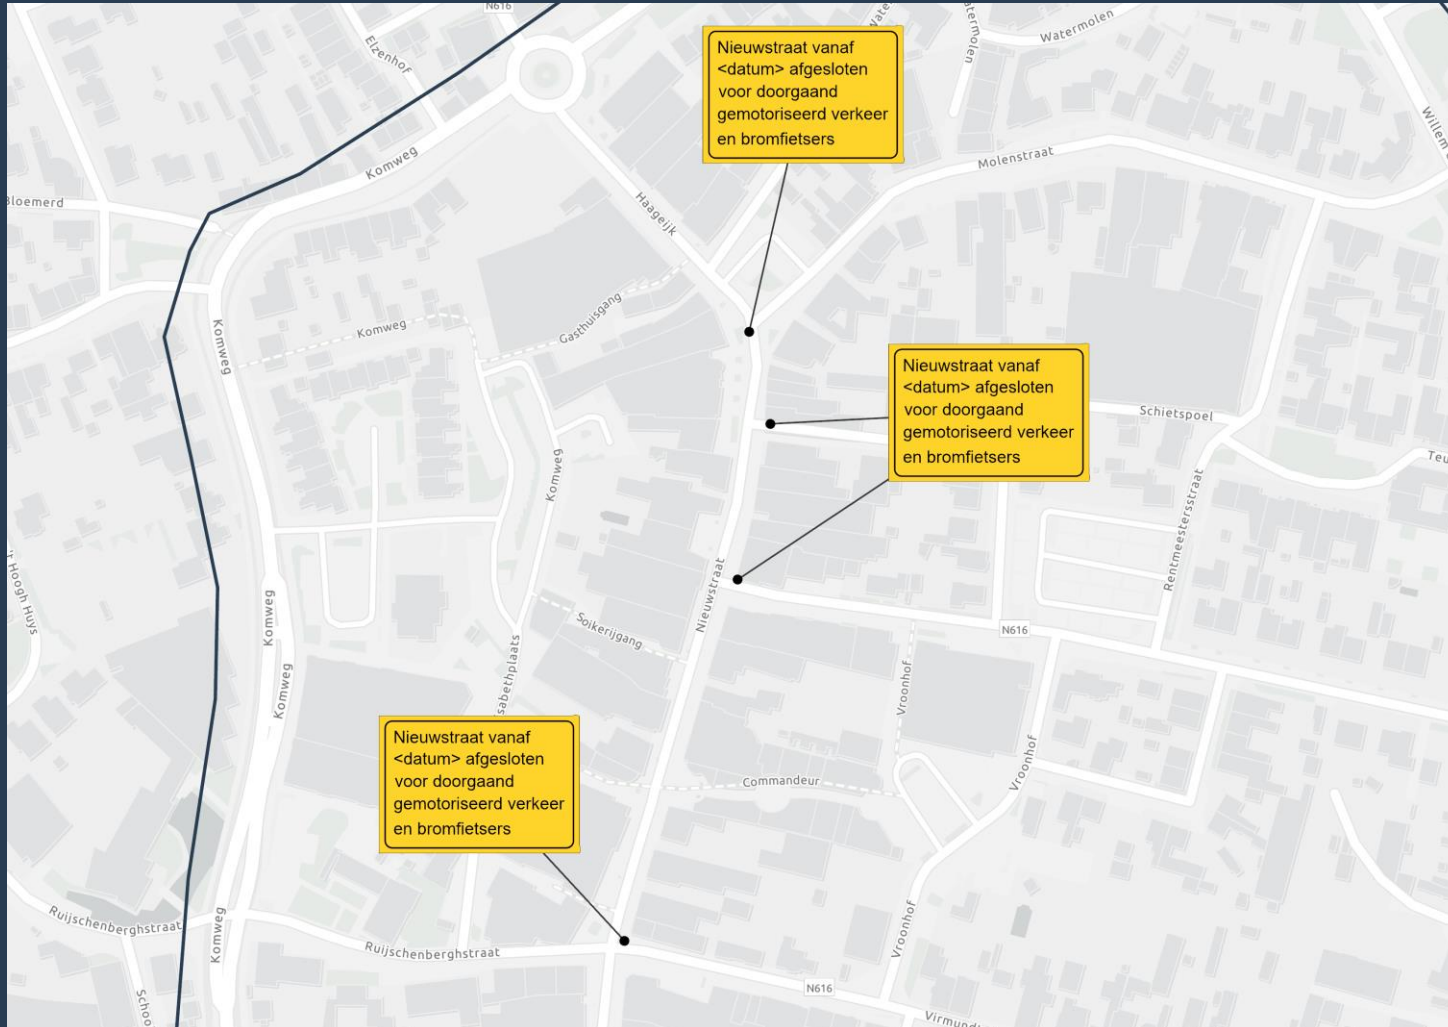 N616
Elzenhof
Watermolen
Nieuwstraat vanaf
<datum> afgesloten
voor doorgaand
gemotoriseerd verkeer
en bromfietsers
Komweg
Molenstraat
Bloemerd
Haageijk
Gasthuisgang
Komweg
Komweg
Nieuwstraat vanaf
<datum> afgesloten
voor doorgaand
gemotoriseerd verkeer
en bromfietsers
Schietspoel
Komweg
Rentmeestersstraat
Nieuwstraat
Hoogh Huys
Komweg
Soikerijgang
N616
Komweg
Vroonhof
Nieuwstraat vanaf
<datum> afgesloten
voor doorgaand
gemotoriseerd verkeer
en bromfietsers
Commandeur
Vroonhof
Ruijschenberghstraat
Komweg
Ruijschenberghstraat
Vroonhof
N616